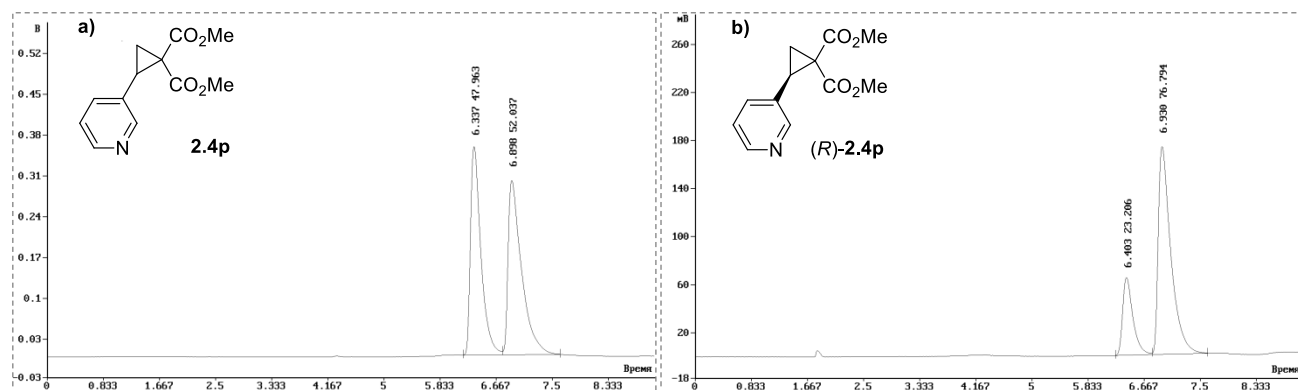 a)
В
0.52
0.45
0.38
0.31
0.24
0.17
0.1
0.03
-0.03
CO2Me
CO2Me
N
2.4p
6.337 47.963
6.898 52.037
Время
0 0.833 1.667 2.5 3.333 4.167 5 5.833 6.667 7.5 8.333
b)
мВ
260
220
180
140
100
60
20
-18
CO2Me
CO2Me
N
(R)-2.4p
6.403 23.206
6.930 76.794
Время
0 0.833 1.667 2.5 3.333 4.167 5 5.833 6.667 7.5 8.333